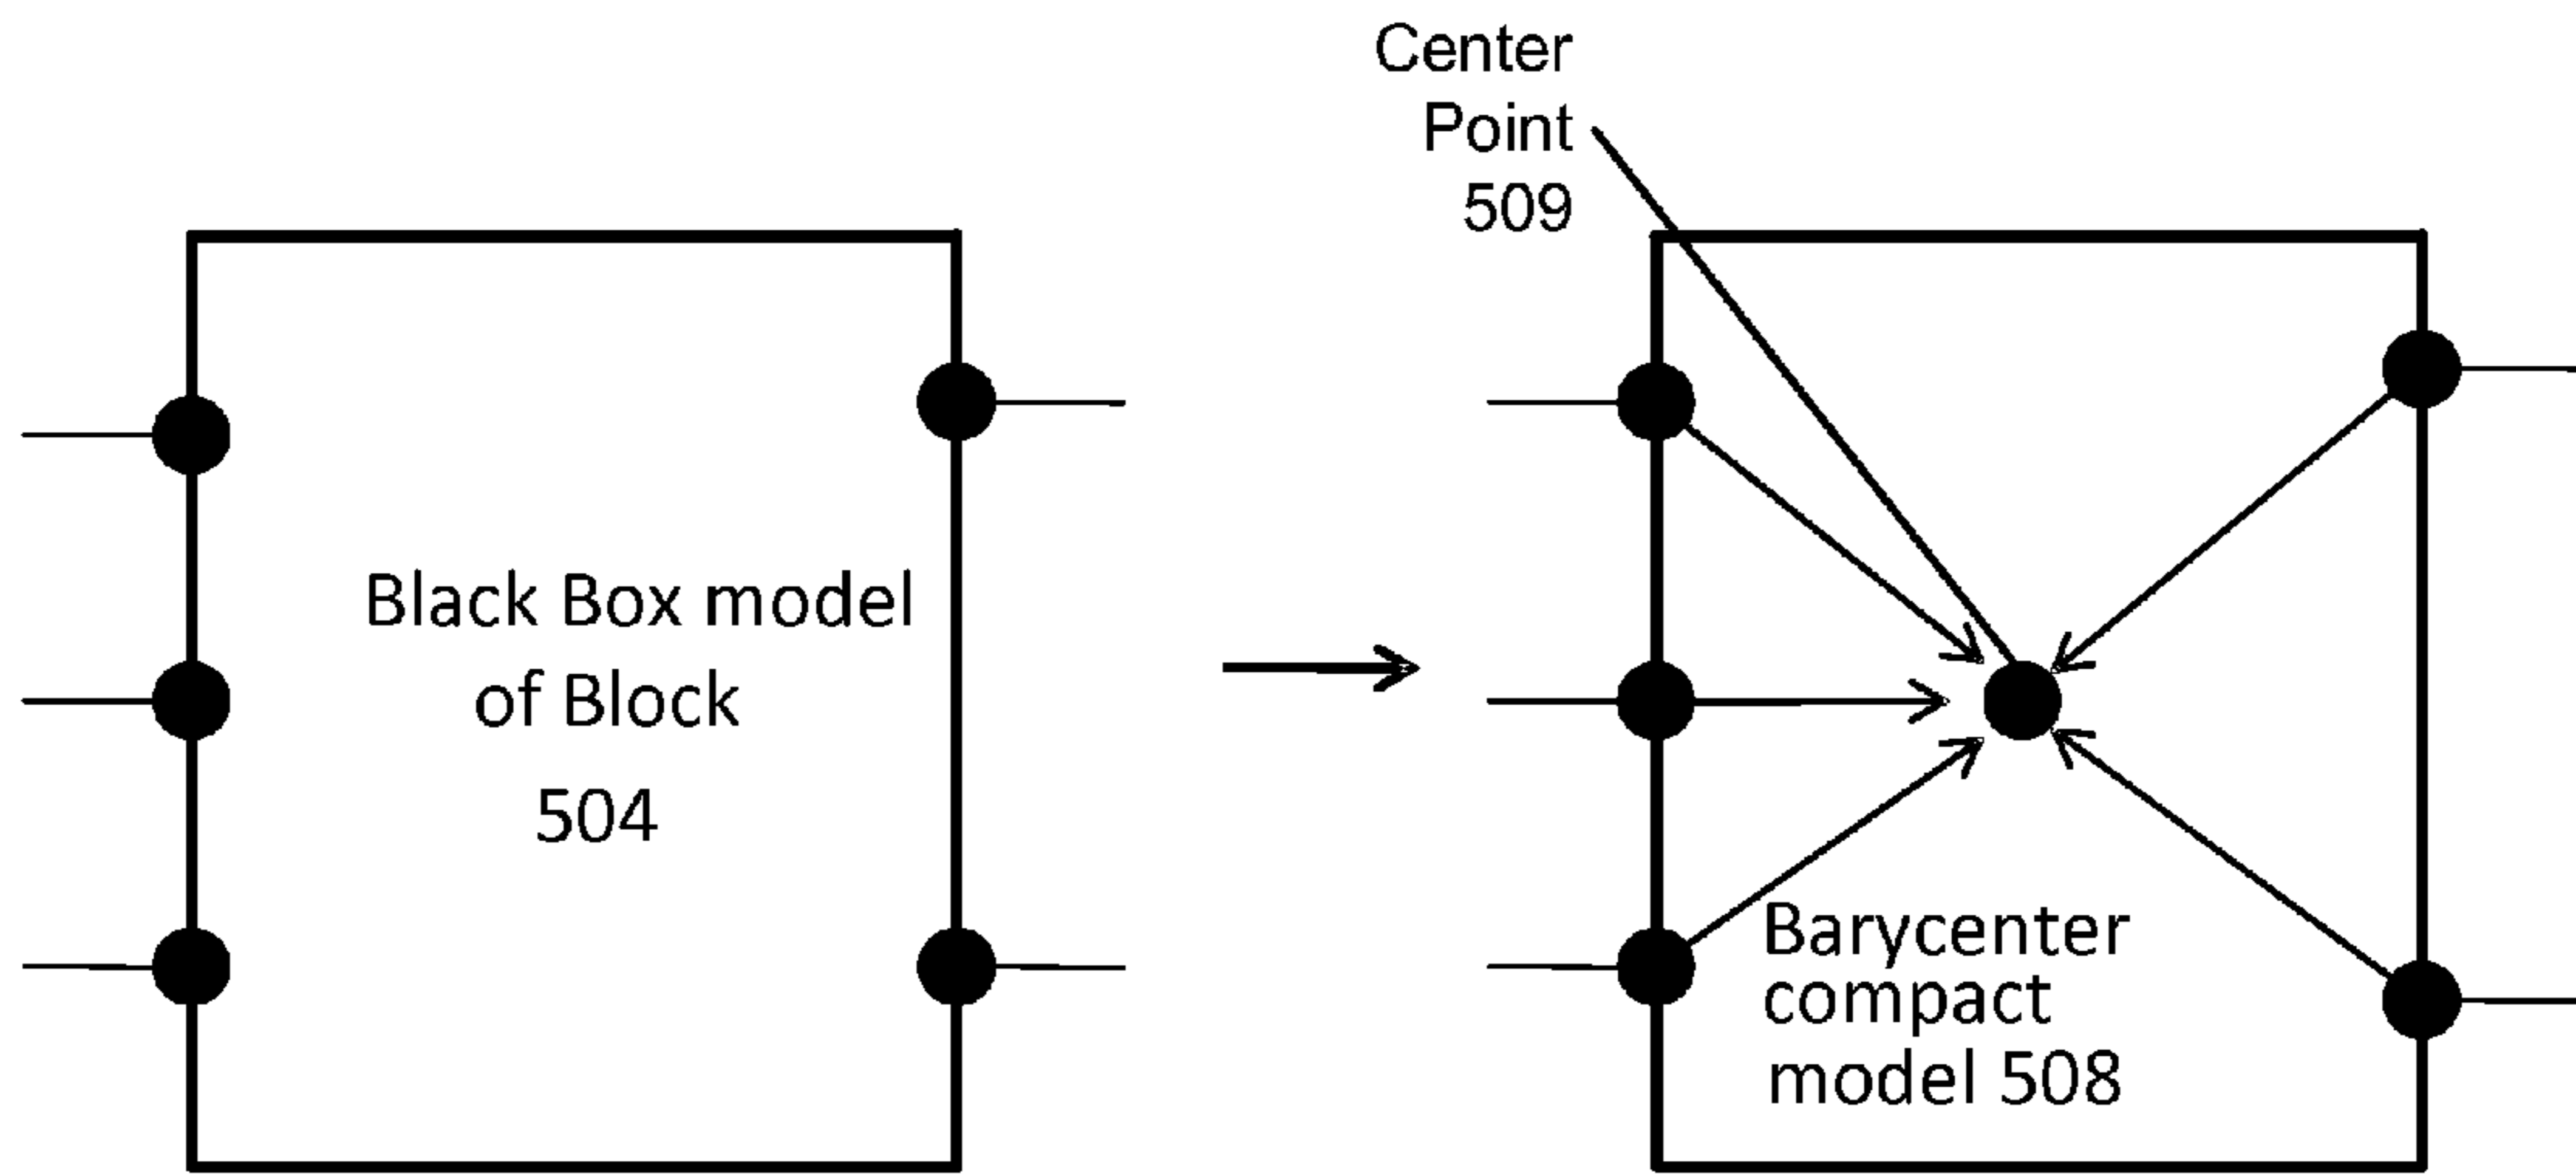 Center
Point
509
Black Box model
of Block
504
Barycenter
compact
model 508